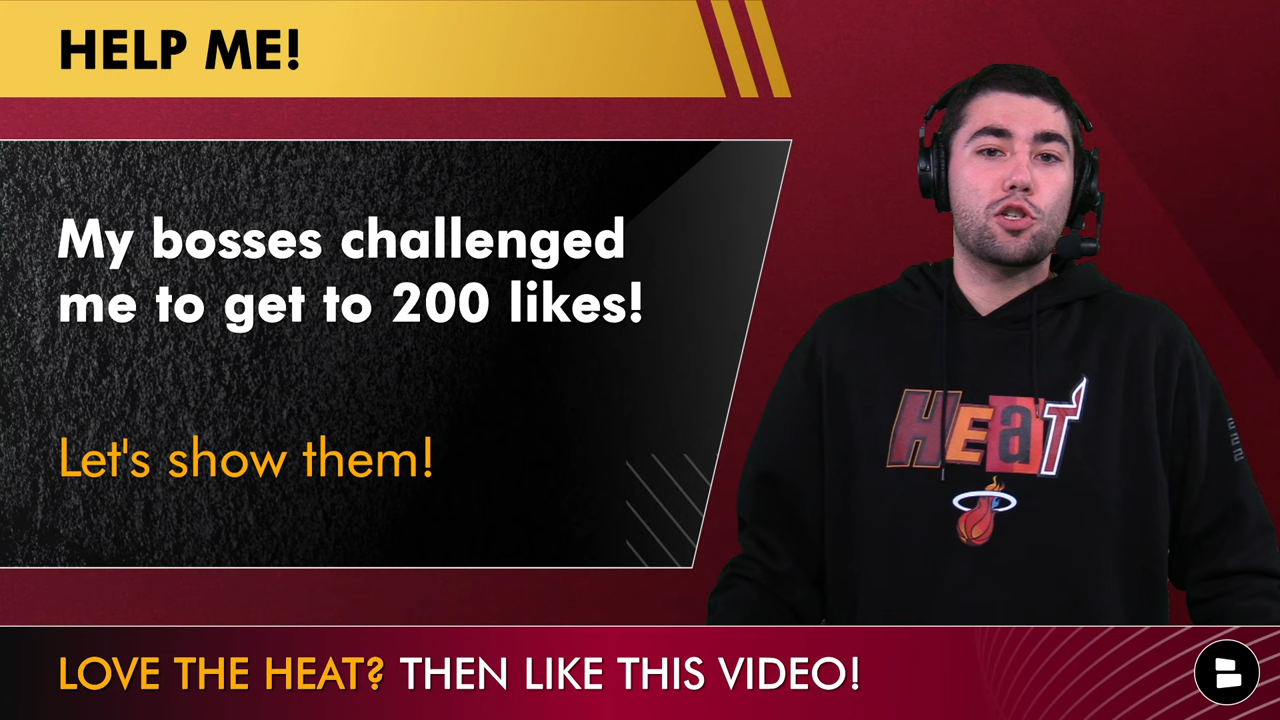 HELP ME!
My bosses challenged
me to get to 200 likes!
Let's show them!
HEAT
LOVE THE HEAT? THEN LIKE THIS VIDEO!